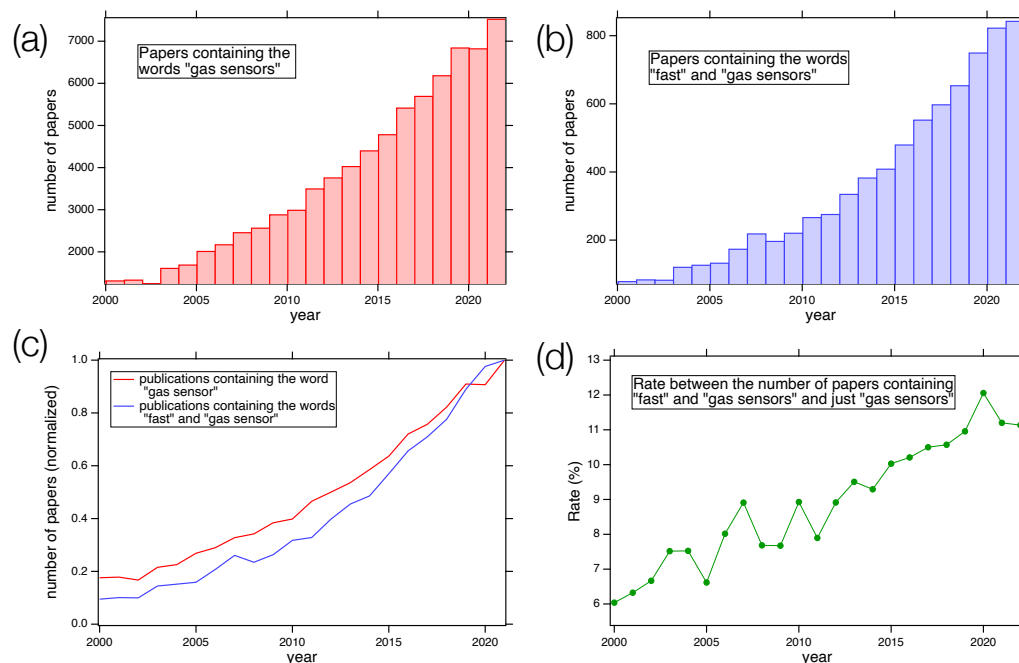 (a)
7000
6000
5000
4000
3000
2000
number of papers
Papers containing the
words "gas sensors"
2000
2005
2010
2015
2020
year
(b)
800
600
400
200
number of papers
Papers containing the words
"fast" and "gas sensors"
2000
2005
2010
2015
2020
year
(c)
1.0
0.8
0.6
0.4
0.2
0.0
number of papers (normalized)
publications containing the word
"gas sensor"
publications containing the words
"fast" and "gas sensor"
2000
2005
2010
2015
2020
year
(d)
13
12
11
10
9
8
7
6
Rate (%)
Rate between the number of papers containing
"fast" and "gas sensors" and just "gas sensors"
2000
2005
2010
2015
2020
year